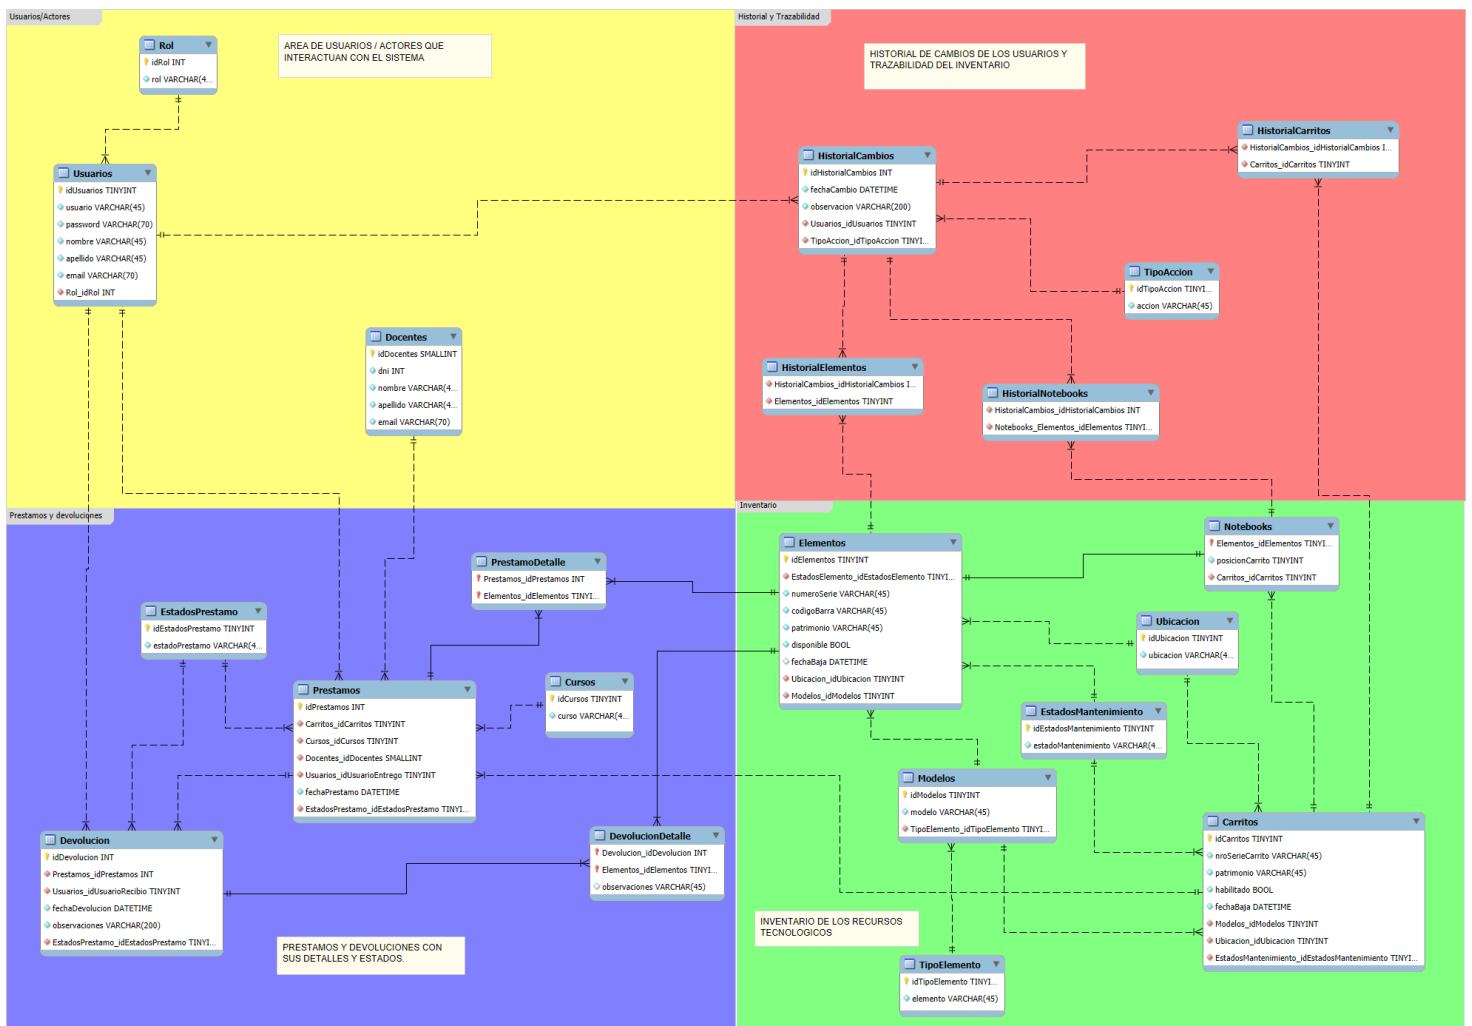 Usuarios/Actores
AREA DE USUARIOS / ACTORES QUE
INTERACTUAN CON EL SISTEMA
Rol
idRol INT
rol VARCHAR(4...
Usuarios
idUsuarios TINYINT
usuario VARCHAR(45)
password VARCHAR(70)
nombre VARCHAR(45)
apellido VARCHAR(45)
email VARCHAR(70)
Rol_idRol INT
Docentes
idDocentes SMALLINT
dni INT
nombre VARCHAR(4...
apellido VARCHAR(4...
email VARCHAR(70)
Historial y Trazabilidad
HISTORIAL DE CAMBIOS DE LOS USUARIOS Y
TRAZABILIDAD DEL INVENTARIO
HistorialCambios
idHistorialCambios INT
fechaCambio DATETIME
observacion VARCHAR(200)
Usuarios_idUsuarios TINYINT
TipoAccion_idTipoAccion TINYI...
HistorialCarritos
HistorialCambios_idHistorialCambios I...
Carritos_idCarritos TINYINT
TipoAccion
idTipoAccion TINYI...
accion VARCHAR(45)
HistorialElementos
HistorialCambios_idHistorialCambios I...
Elementos_idElementos TINYINT
HistorialNotebooks
HistorialCambios_idHistorialCambios INT
Notebooks_Elementos_idElementos TINYI...
Prestamos y devoluciones
PrestamoDetalle
Prestamos_idPrestamos INT
Elementos_idElementos TINYI...
EstadosPrestamo
idEstadosPrestamo TINYINT
estadoPrestamo VARCHAR(4...
Prestamos
idPrestamos INT
Carritos_idCarritos TINYINT
Cursos_idCursos TINYINT
Docentes_idDocentes SMALLINT
Usuarios_idUsuarioEntrego TINYINT
fechaPrestamo DATETIME
EstadosPrestamo_idEstadosPrestamo TINYI...
Cursos
idCursos TINYINT
curso VARCHAR(4...
Devolucion
idDevolucion INT
Prestamos_idPrestamos INT
Usuarios_idUsuarioRecibio TINYINT
fechaDevolucion DATETIME
observaciones VARCHAR(200)
EstadosPrestamo_idEstadosPrestamo TINYI...
DevolucionDetalle
Devolucion_idDevolucion INT
Elementos_idElementos TINYI...
observaciones VARCHAR(45)
PRESTAMOS Y DEVOLUCIONES CON
SUS DETALLES Y ESTADOS.
Inventario
Elementos
idElementos TINYINT
EstadosElemento_idEstadosElemento TINYI...
numeroSerie VARCHAR(45)
codigoBarra VARCHAR(45)
patrimonio VARCHAR(45)
disponible BOOL
fechaBaja DATETIME
Ubicacion_idUbicacion TINYINT
Modelos_idModelos TINYINT
Notebooks
Elementos_idElementos TINYI...
posicionCarrito TINYINT
Carritos_idCarritos TINYINT
Ubicacion
idUbicacion TINYINT
ubicacion VARCHAR(4...
EstadosMantenimiento
idEstadosMantenimiento TINYINT
estadoMantenimiento VARCHAR(4...
Modelos
idModelos TINYINT
modelo VARCHAR(45)
TipoElemento_idTipoElemento TINYI...
Carritos
idCarritos TINYINT
nroSerieCarrito VARCHAR(45)
patrimonio VARCHAR(45)
habilitado BOOL
fechaBaja DATETIME
Modelos_idModelos TINYINT
Ubicacion_idUbicacion TINYINT
EstadosMantenimiento_idEstadosMantenimiento TINYI...
INVENTARIO DE LOS RECURSOS
TECNOLOGICOS
TipoElemento
idTipoElemento TINYI...
elemento VARCHAR(45)